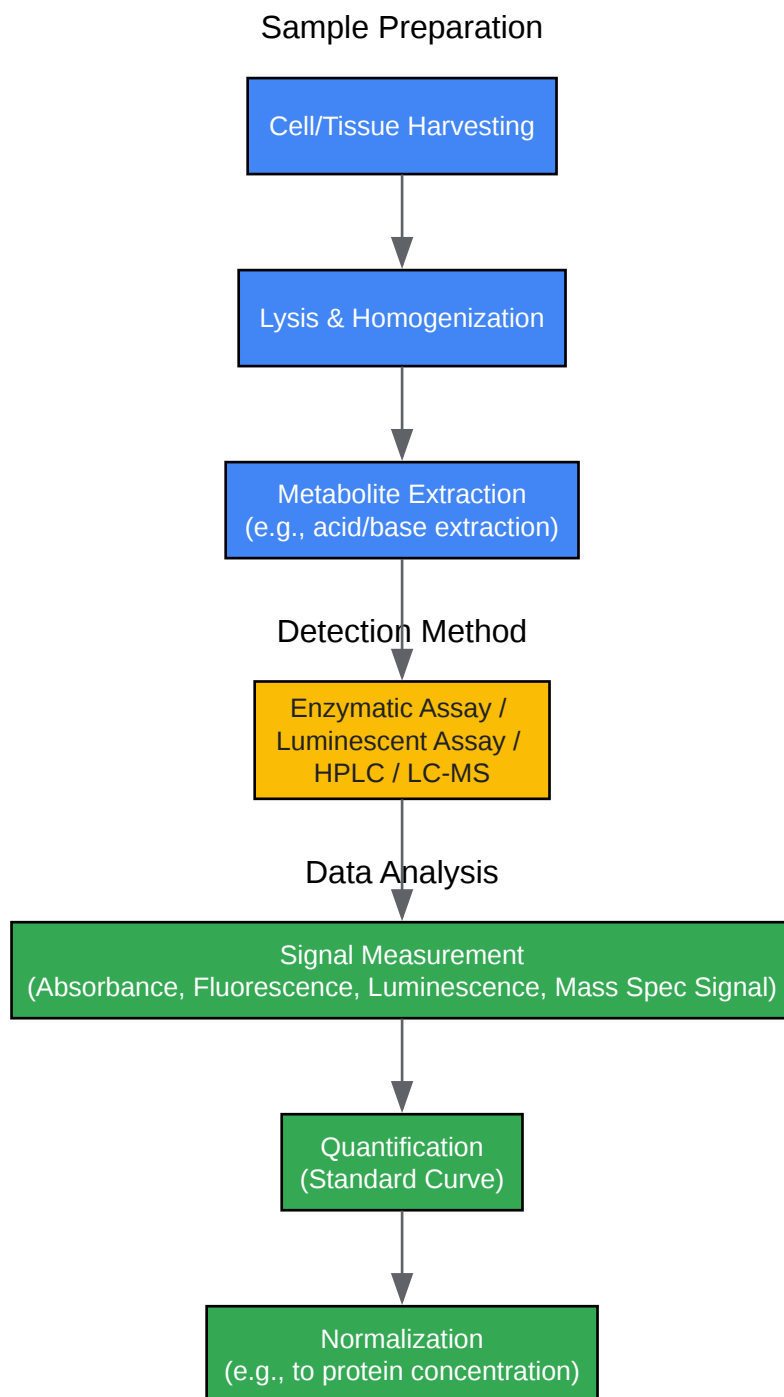 Sample Preparation
Cell/Tissue Harvesting
Lysis & Homogenization
Metabolite Extraction
(e.g., acid/base extraction)
Detection Method
Enzymatic Assay /
Luminescent Assay /
HPLC / LC-MS
Data Analysis
Signal Measurement
(Absorbance, Fluorescence, Luminescence, Mass Spec Signal)
Quantification
(Standard Curve)
Normalization
(e.g., to protein concentration)